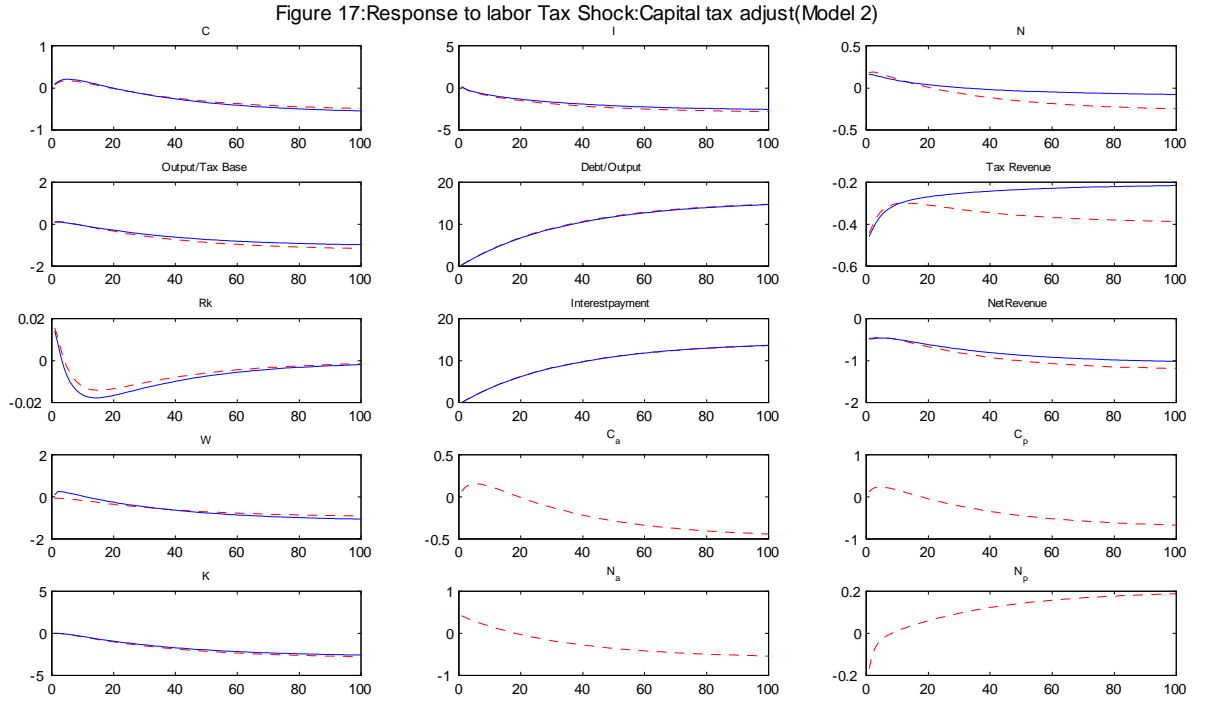 Figure 17:Response to labor Tax Shock:Capital tax adjust(Model 2)
C
1
0
-1
0 20 40 60 80 100
I
5
0
-5
0 20 40 60 80 100
N
0.5
0
-0.5
0 20 40 60 80 100
Output/Tax Base
2
0
-2
0 20 40 60 80 100
Debt/Output
20
10
0
0 20 40 60 80 100
Tax Revenue
-0.2
-0.4
-0.6
0 20 40 60 80 100
Rk
0.02
0
-0.02
0 20 40 60 80 100
Interestpayment
20
10
0
0 20 40 60 80 100
NetRevenue
0
-1
-2
0 20 40 60 80 100
W
2
0
-2
0 20 40 60 80 100
C_a
0.5
0
-0.5
0 20 40 60 80 100
C_p
1
0
-1
0 20 40 60 80 100
K
5
0
-5
0 20 40 60 80 100
N_a
1
0
-1
0 20 40 60 80 100
N_p
0.2
0
-0.2
0 20 40 60 80 100